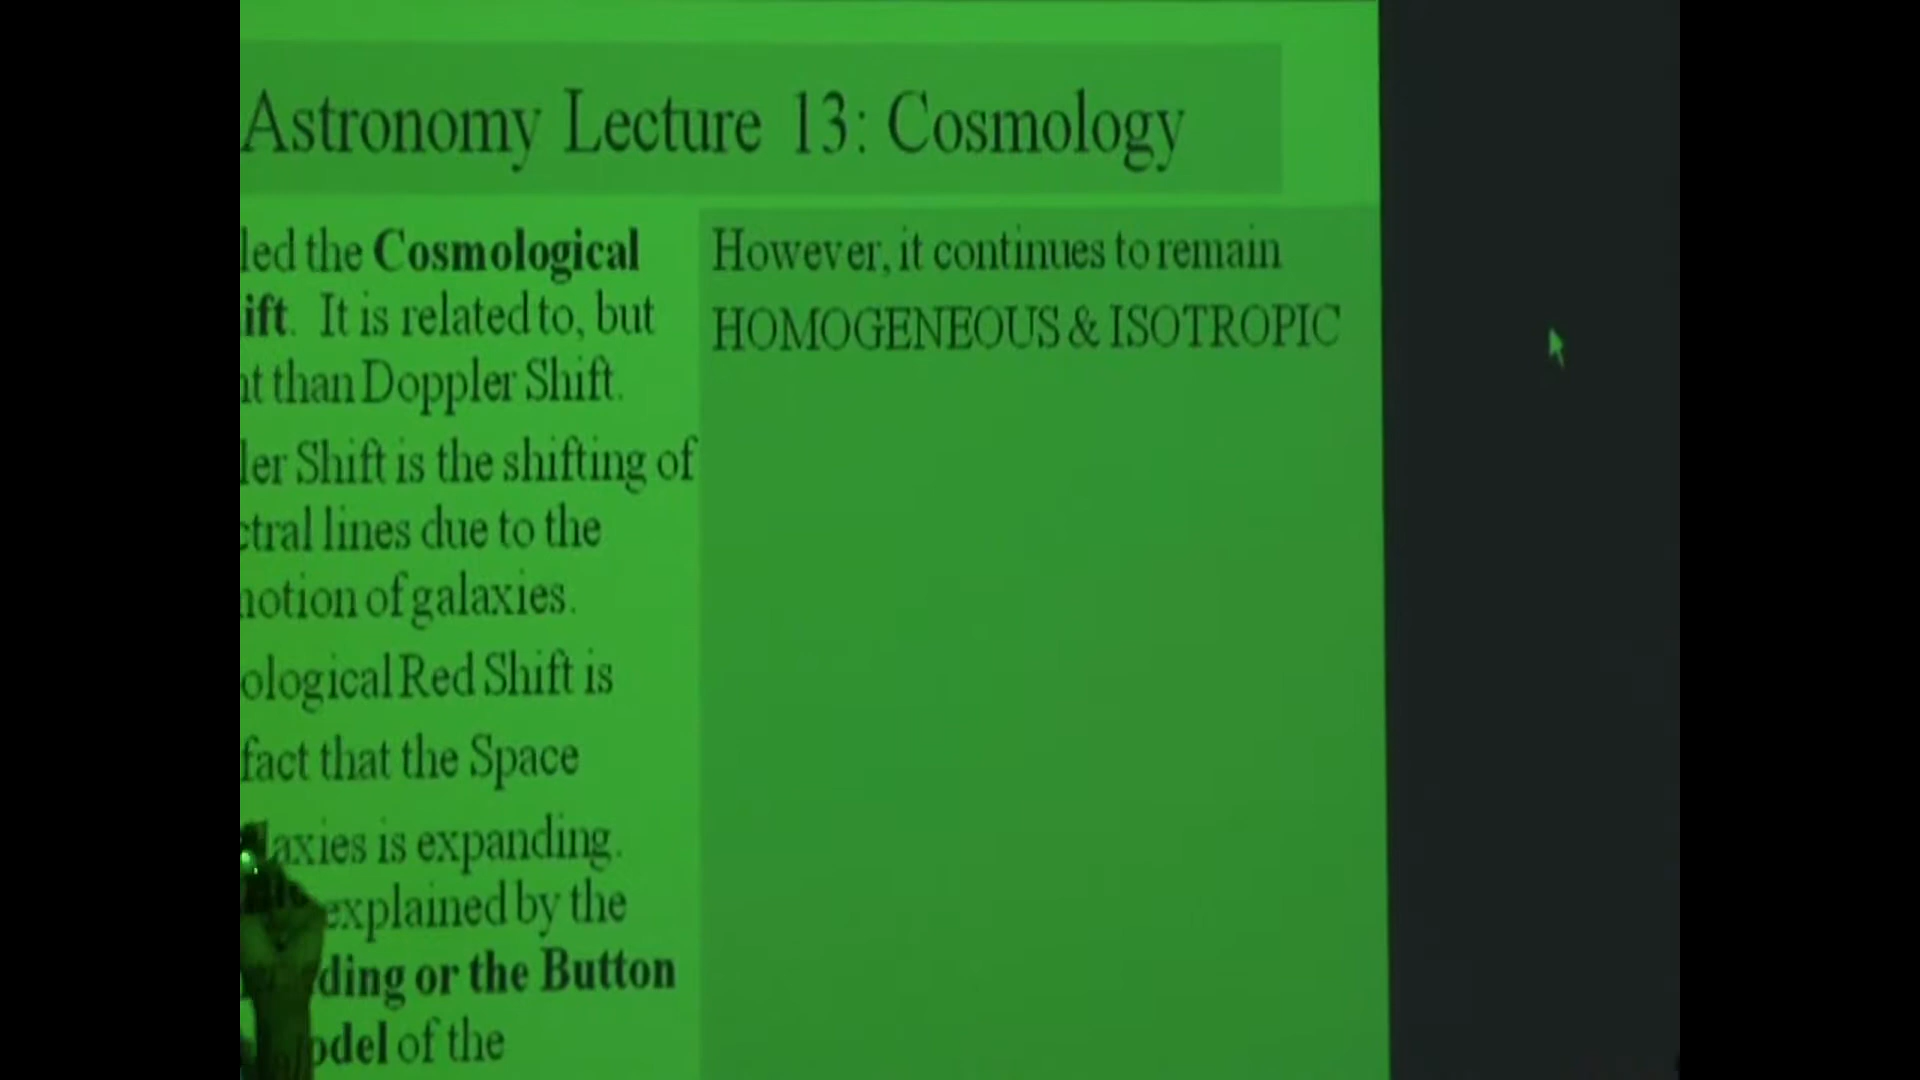 Astronomy Lecture 13: Cosmology
led the Cosmological
ift. It is related to, but
nt than Doppler Shift.
ler Shift is the shifting of
ctral lines due to the
motion of galaxies.
ological Red Shift is
fact that the Space
laxies is expanding.
explained by the
ding or the Button
odel of the
However, it continues to remain
HOMOGENEOUS & ISOTROPIC